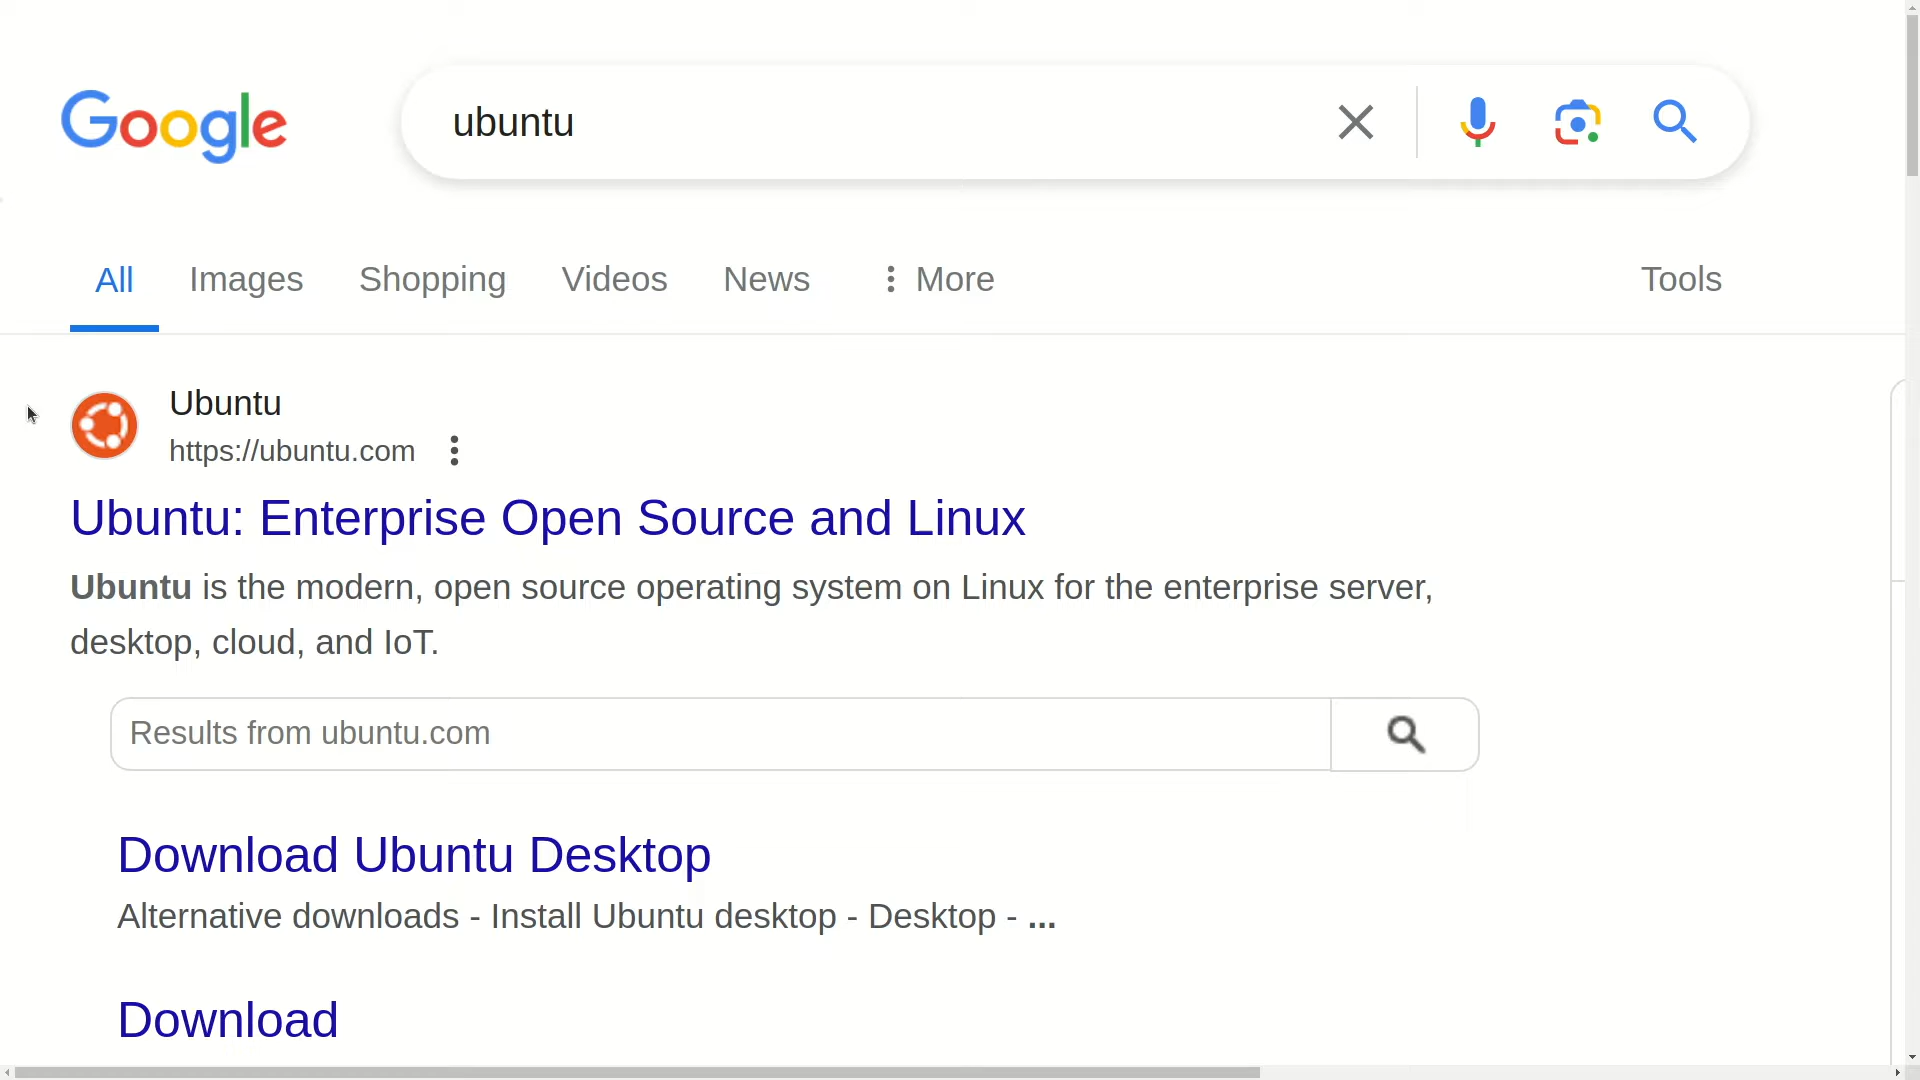 Google
ubuntu
All Images Shopping Videos News More Tools
Ubuntu
https://ubuntu.com
Ubuntu: Enterprise Open Source and Linux
Ubuntu is the modern, open source operating system on Linux for the enterprise server,
desktop, cloud, and IoT.
Results from ubuntu.com
Download Ubuntu Desktop
Alternative downloads - Install Ubuntu desktop - Desktop - ...
Download